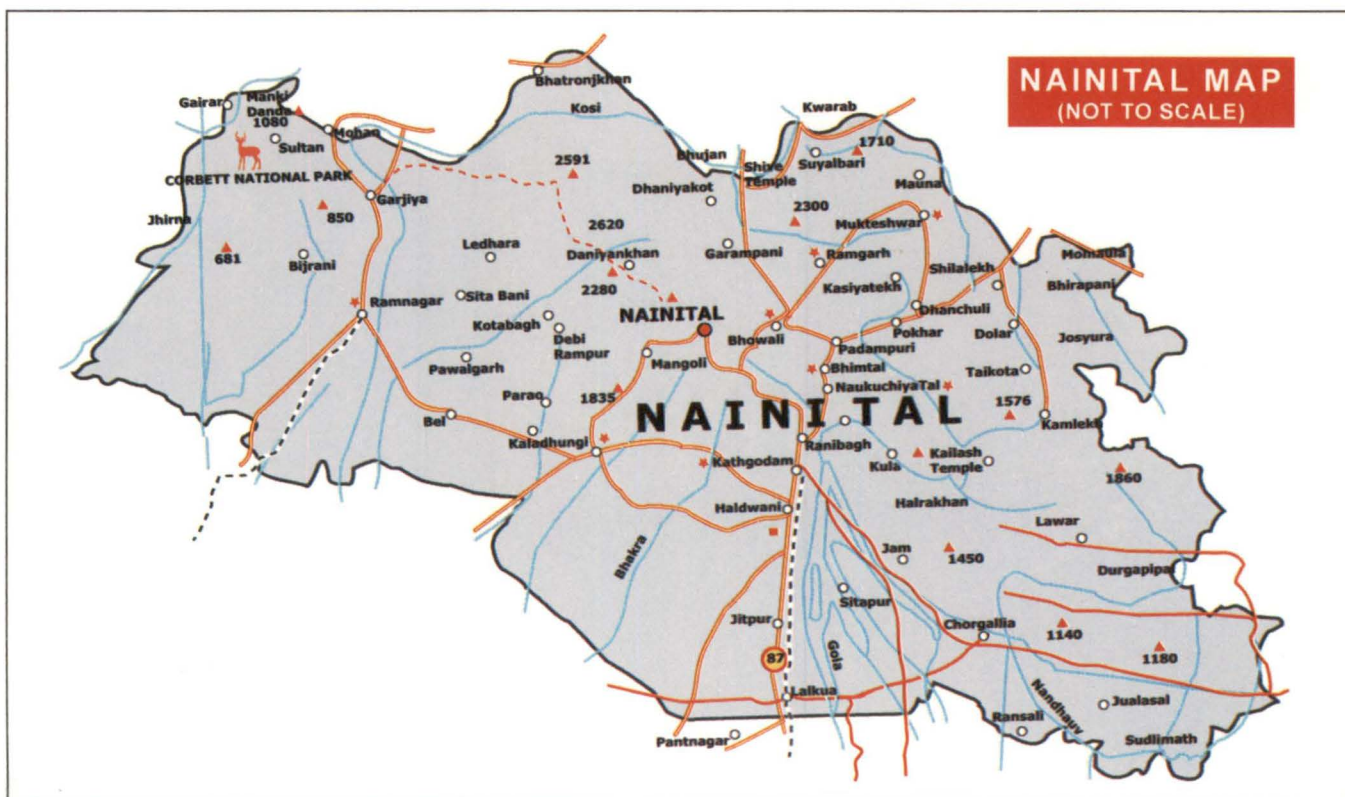 NAINITAL MAP
(NOT TO SCALE)
Bhatronjkhan
Gairar
Manki
Danda
1080
Kosi
Kwarab
Mohan
Sultan
1710
Bhujan
Shive
Temple
Suyalbari
2591
Maunal
CORBETT NATIONAL PARK
Dhaniyakot
Garjiya
850
2300
Jhirna
2620
Mukteshwar
681
Ledhara
Garampani
Momaula
Bijrani
Daniyankhan
Ramgarh
Shilalekh
2280
Kasiyatekh
Bhirapani
Sita Bani
Ramnagar
Dhanchuli
NAINITAL
Kotabagh
Bhowali
Pokhar
Dolar
Josyura
Debi
Rampur
Padampuri
Pawalgarh
Mangoli
Bhimtal
Taikota
NaukuchiyaTal
Parao
1835
1576
NAINITAL
Bel
Kamlekh
Kaladhungi
Ranibagh
Kula
Kailash
Temple
Kathgodam
1860
Haldwani
Halrakhan
Lawar
Bhakra
Jam
1450
Durgapipal
Sitapur
Jitpur
Chorgallia
1140
Gola
1180
87
Lalkua
Nandhauv
Jualasal
Ransali
Pantnagar
Sudlimath